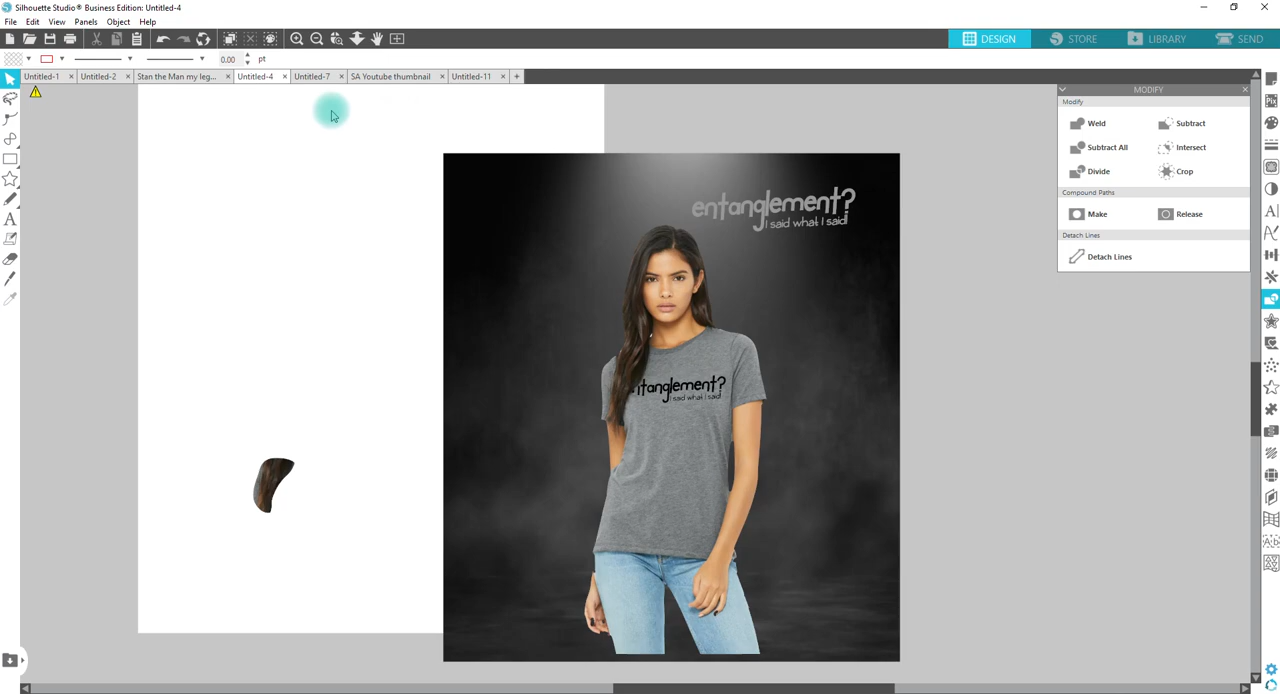 Silhouette Studio® Business Edition: Untitled-4
File Edit View Panels Object Help
DESIGN STORE LIBRARY SEND
0.00 pt
Untitled-1 Untitled-2 Stan the Man my leg... Untitled-4 Untitled-7 SA Youtube thumbnail Untitled-11
MODIFY
Modify
Weld Subtract
Subtract All Intersect
Divide Crop
Compound Paths
Make Release
Detach Lines
Detach Lines
entanglement?
I said what I said!
ntanglement?
I said what I said!